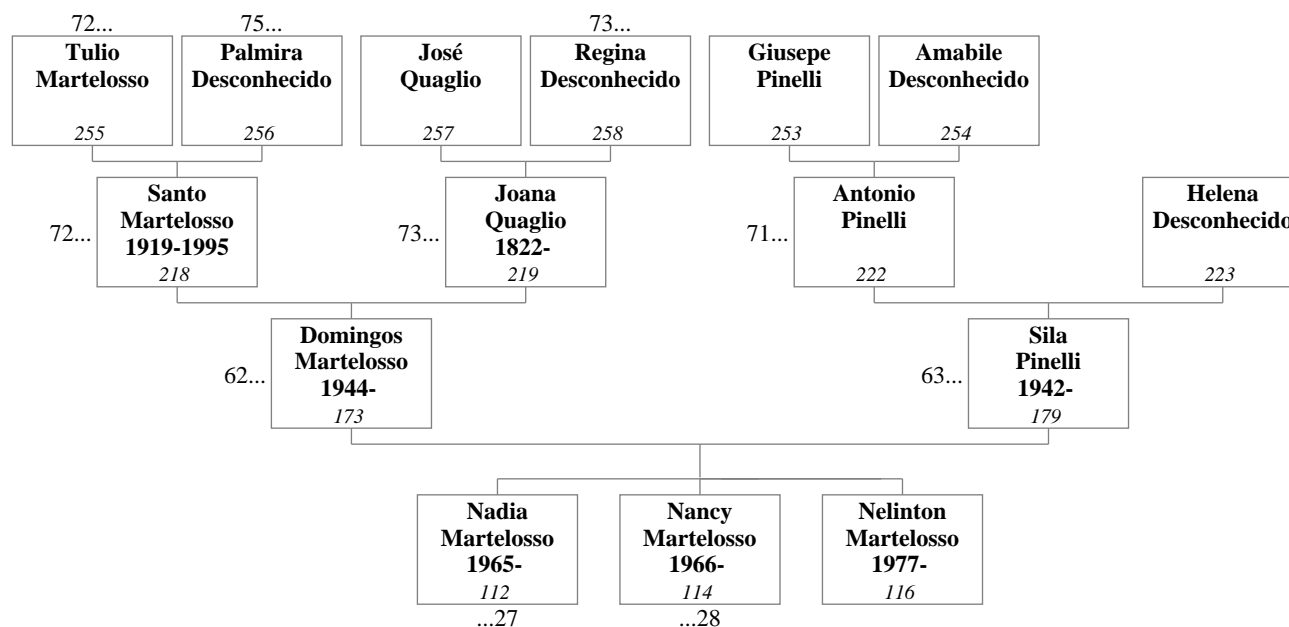 72...
75...
73...
Tulio
Martelosso
255
Palmira
Desconhecido
256
José
Quaglio
257
Regina
Desconhecido
258
Giusepe
Pinelli
253
Amabile
Desconhecido
254
72...
Santo
Martelosso
1919-1995
218
73...
Joana
Quaglio
1822-
219
71...
Antonio
Pinelli
222
Helena
Desconhecido
223
62...
Domingos
Martelosso
1944-
173
63...
Sila
Pinelli
1942-
179
Nadia
Martelosso
1965-
112
...27
Nancy
Martelosso
1966-
114
...28
Nelinton
Martelosso
1977-
116